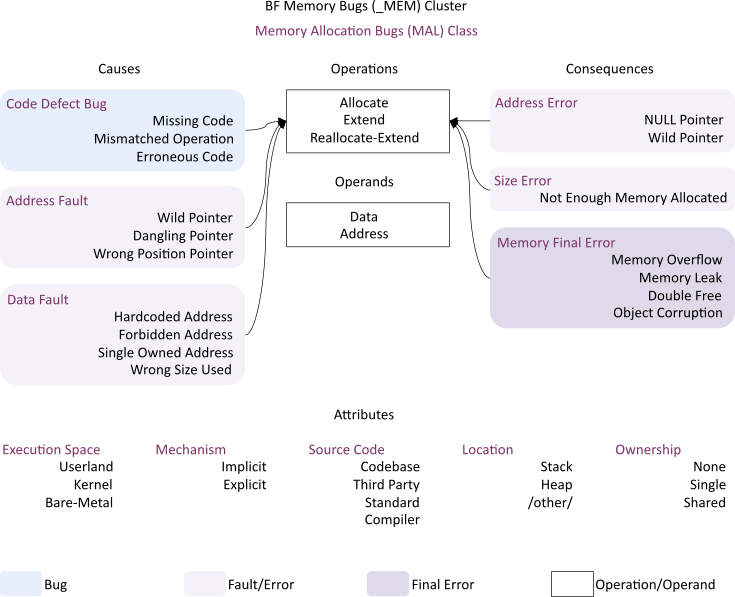 BF Memory Bugs (_MEM) Cluster
Memory Allocation Bugs (MAL) Class
Causes
Operations
Consequences
Code Defect Bug
Missing Code
Mismatched Operation
Erroneous Code
Address Fault
Wild Pointer
Dangling Pointer
Wrong Position Pointer
Data Fault
Hardcoded Address
Forbidden Address
Single Owned Address
Wrong Size Used
Allocate
Extend
Reallocate-Extend
Operands
Data
Address
Address Error
NULL Pointer
Wild Pointer
Size Error
Not Enough Memory Allocated
Memory Final Error
Memory Overflow
Memory Leak
Double Free
Object Corruption
Attributes
Execution Space
Userland
Kernel
Bare-Metal
Mechanism
Implicit
Explicit
Source Code
Codebase
Third Party
Standard
Compiler
Location
Stack
Heap
/other/
Ownership
None
Single
Shared
Bug
Fault/Error
Final Error
Operation/Operand